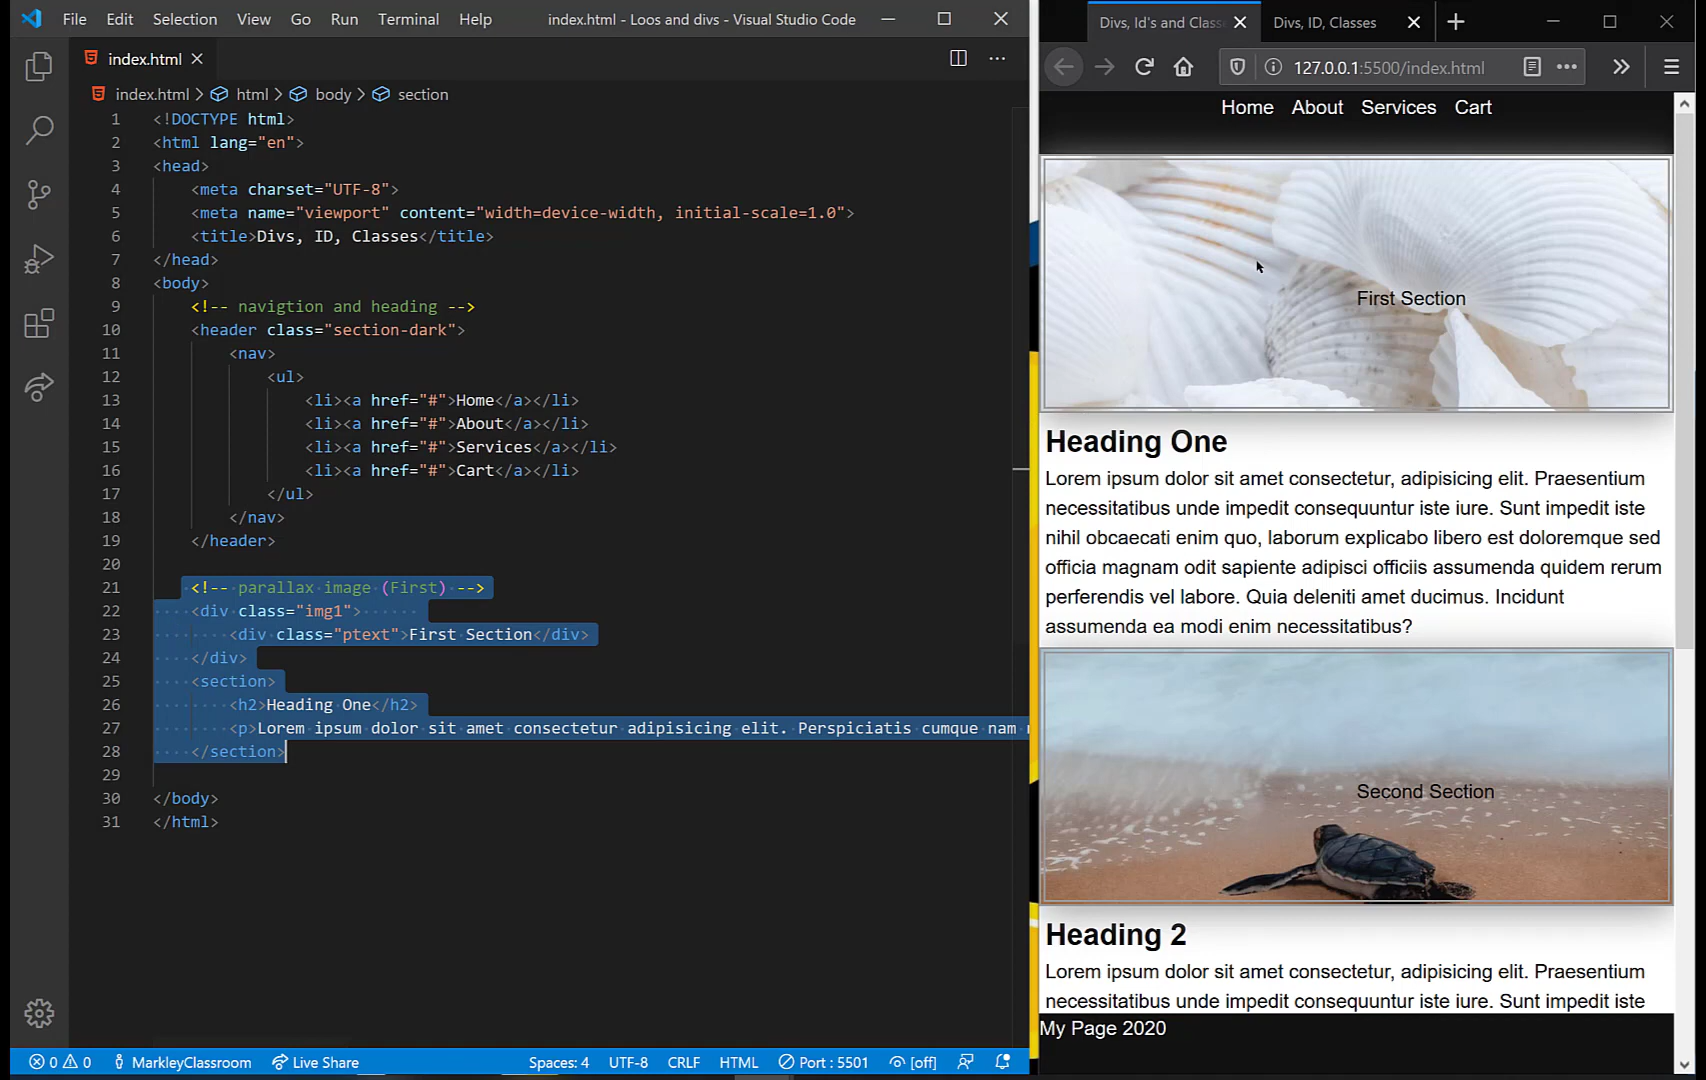 File Edit Selection View Go Run Terminal Help index.html - Loos and divs - Visual Studio Code
index.html
index.html > html > body > section
1 <!DOCTYPE html>
2 <html lang="en">
3 <head>
4 <meta charset="UTF-8">
5 <meta name="viewport" content="width=device-width, initial-scale=1.0">
6 <title>Divs, ID, Classes</title>
7 </head>
8 <body>
9 <!-- navigtion and heading -->
10 <header class="section-dark">
11 <nav>
12 <ul>
13 <li><a href="#">Home</a></li>
14 <li><a href="#">About</a></li>
15 <li><a href="#">Services</a></li>
16 <li><a href="#">Cart</a></li>
17 </ul>
18 </nav>
19 </header>
20
21 <!-- parallax image (First) -->
22 <div class="img1">
23 <div class="ptext">First Section</div>
24 </div>
25 <section>
26 <h2>Heading One</h2>
27 <p>Lorem ipsum dolor sit amet consectetur adipisicing elit. Perspiciatis cumque nam
28 </section>
29
30 </body>
31 </html>
0 0 MarkleyClassroom Live Share Spaces: 4 UTF-8 CRLF HTML Port : 5501 [off]
Divs, Id's and Class Divs, ID, Classes
127.0.0.1:5500/index.html
Home About Services Cart
First Section
Heading One
Lorem ipsum dolor sit amet consectetur, adipisicing elit. Praesentium
necessitatibus unde impedit consequuntur iste iure. Sunt impedit iste
nihil obcaecati enim quo, laborum explicabo libero est doloremque sed
officia magnam odit sapiente adipisci officiis assumenda quidem rerum
perferendis vel labore. Quia deleniti amet ducimus. Incidunt
assumenda ea modi enim necessitatibus?
Second Section
Heading 2
Lorem ipsum dolor sit amet consectetur, adipisicing elit. Praesentium
necessitatibus unde impedit consequuntur iste iure. Sunt impedit iste
My Page 2020